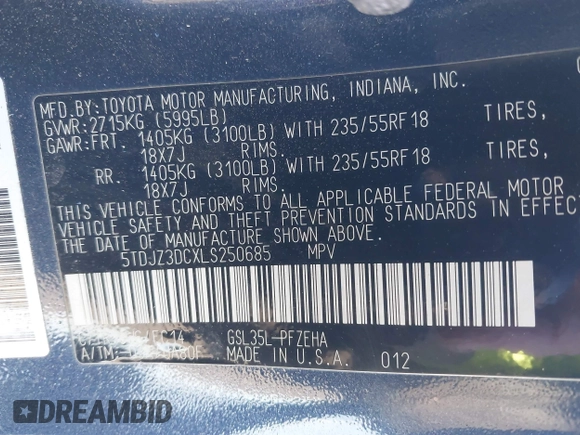 MFD.BY:TOYOTA MOTOR MANUFACTURING, INDIANA, INC.
GVWR:2715KG (5995LB)
GAWR:FRT. 1405KG (3100LB) WITH 235/55RF18 TIRES,
18X7J RIMS.
RR. 1405KG (3100LB) WITH 235/55RF18 TIRES,
18X7J RIMS.
THIS VEHICLE CONFORMS TO ALL APPLICABLE FEDERAL MOTOR
VEHICLE SAFETY AND THEFT PREVENTION STANDARDS IN EFFEC
THE DATE OF MANUFACTURE SHOWN ABOVE.
5TDJZ3DCXLS250685 MPV
GSL35L-PFZEHA
A/TM MADE IN U.S.A. 012
DREAMBID